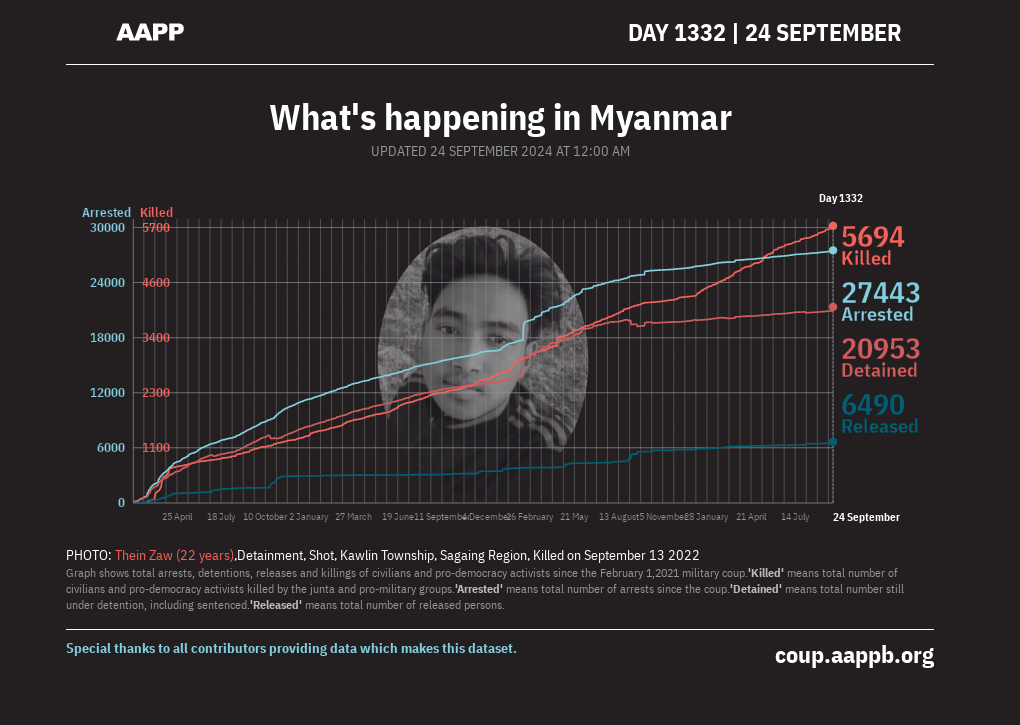 AAPP
DAY 1332 | 24 SEPTEMBER
What's happening in Myanmar
UPDATED 24 SEPTEMBER 2024 AT 12:00 AM
Day 1332
Arrested Killed
30000 5700
24000 4600
18000 3400
12000 2300
6000 1100
0
5694
Killed
27443
Arrested
20953
Detained
6490
Released
25 April 18 July 10 October 2 January 27 March 19 June 11 September 4 December 26 February 21 May 13 August 5 November 28 January 21 April 14 July 24 September
PHOTO: Thein Zaw (22 years),Detainment, Shot, Kawlin Township, Sagaing Region, Killed on September 13 2022
Graph shows total arrests, detentions, releases and killings of civilians and pro-democracy activists since the February 1,2021 military coup.'Killed' means total number of
civilians and pro-democracy activists killed by the junta and pro-military groups.'Arrested' means total number of arrests since the coup.'Detained' means total number still
under detention, including sentenced.'Released' means total number of released persons.
Special thanks to all contributors providing data which makes this dataset.
coup.aappb.org